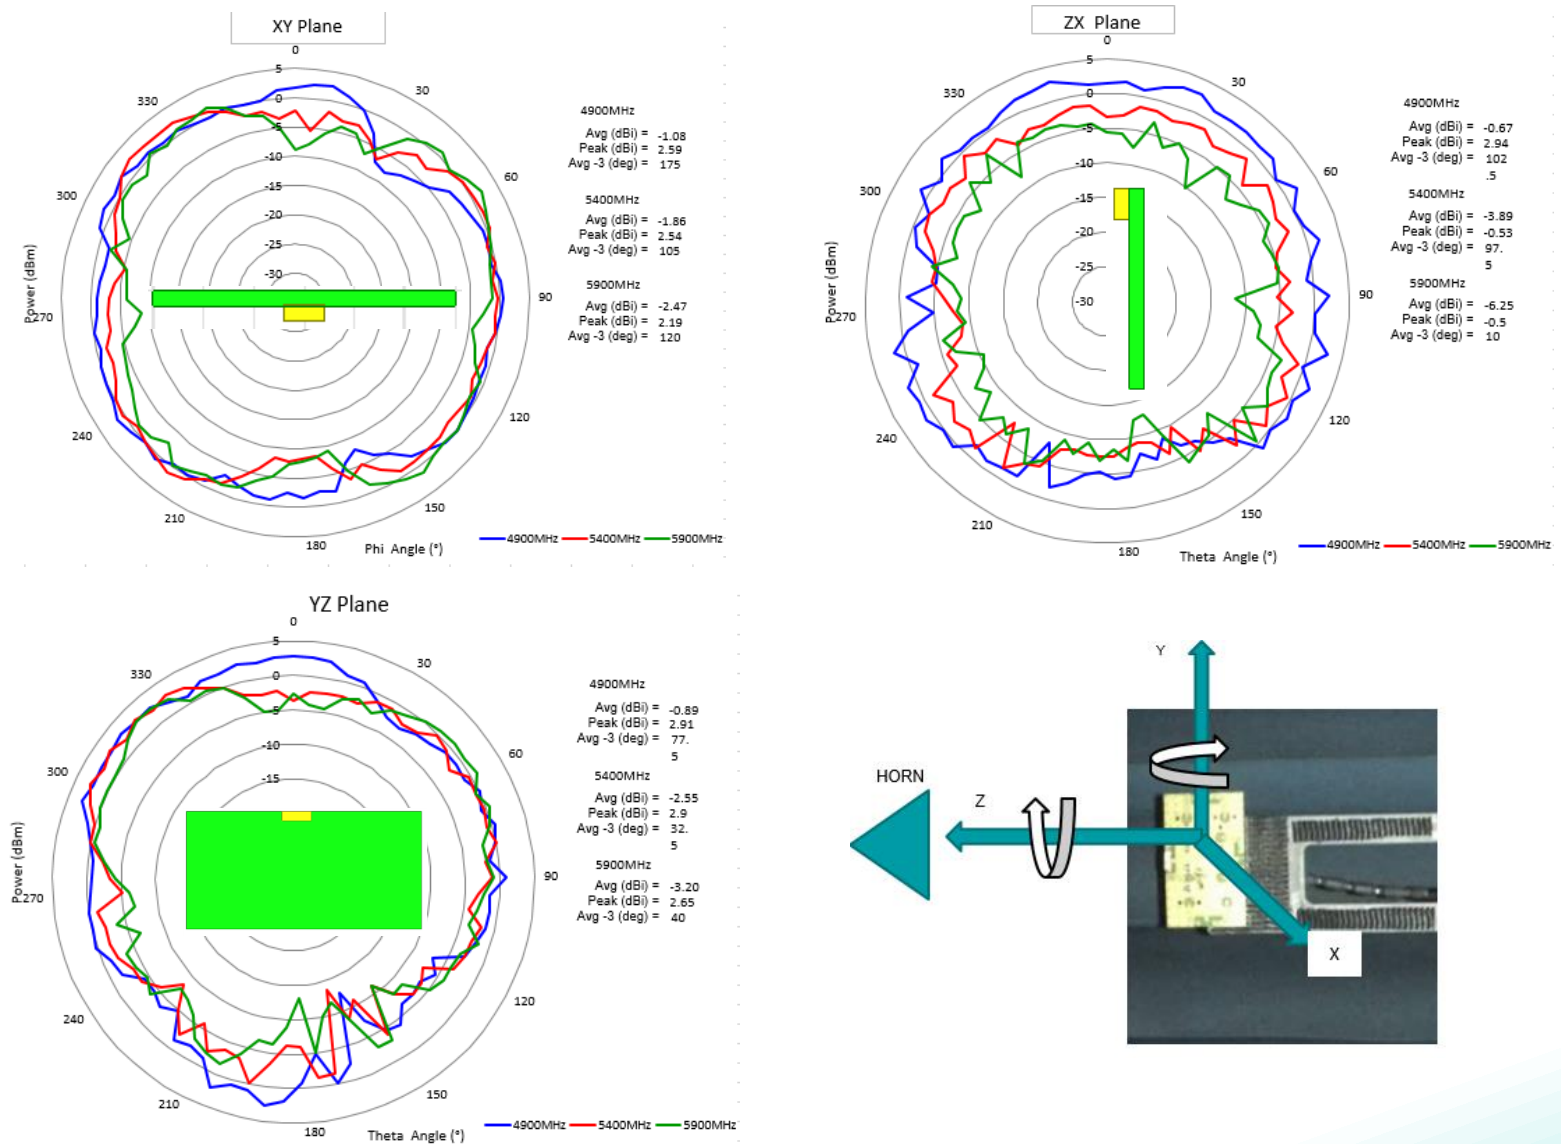 XY Plane
0
5
0
-5
-10
-15
-20
-25
-30
30
60
90
120
150
180
210
240
270
300
330
Power (dBm)
Phi Angle (°)
4900MHz
Avg (dBi) = -1.08
Peak (dBi) = 2.59
Avg -3 (deg) = 175
5400MHz
Avg (dBi) = -1.86
Peak (dBi) = 2.54
Avg -3 (deg) = 105
5900MHz
Avg (dBi) = -2.47
Peak (dBi) = 2.19
Avg -3 (deg) = 120
4900MHz 5400MHz 5900MHz
ZX Plane
0
5
0
-5
-10
-15
-20
-25
-30
30
60
90
120
150
180
210
240
270
300
330
Power (dBm)
Theta Angle (°)
4900MHz
Avg (dBi) = -0.67
Peak (dBi) = 2.94
Avg -3 (deg) = 102
.5
5400MHz
Avg (dBi) = -3.89
Peak (dBi) = -0.53
Avg -3 (deg) = 97.
5
5900MHz
Avg (dBi) = -6.25
Peak (dBi) = -0.5
Avg -3 (deg) = 10
4900MHz 5400MHz 5900MHz
YZ Plane
0
5
0
-5
-10
-15
30
60
90
120
150
180
210
240
270
300
330
Power (dBm)
Theta Angle (°)
4900MHz
Avg (dBi) = -0.89
Peak (dBi) = 2.91
Avg -3 (deg) = 77.
5
5400MHz
Avg (dBi) = -2.55
Peak (dBi) = 2.9
Avg -3 (deg) = 32.
5
5900MHz
Avg (dBi) = -3.20
Peak (dBi) = 2.65
Avg -3 (deg) = 40
4900MHz 5400MHz 5900MHz
Y
HORN
Z
X